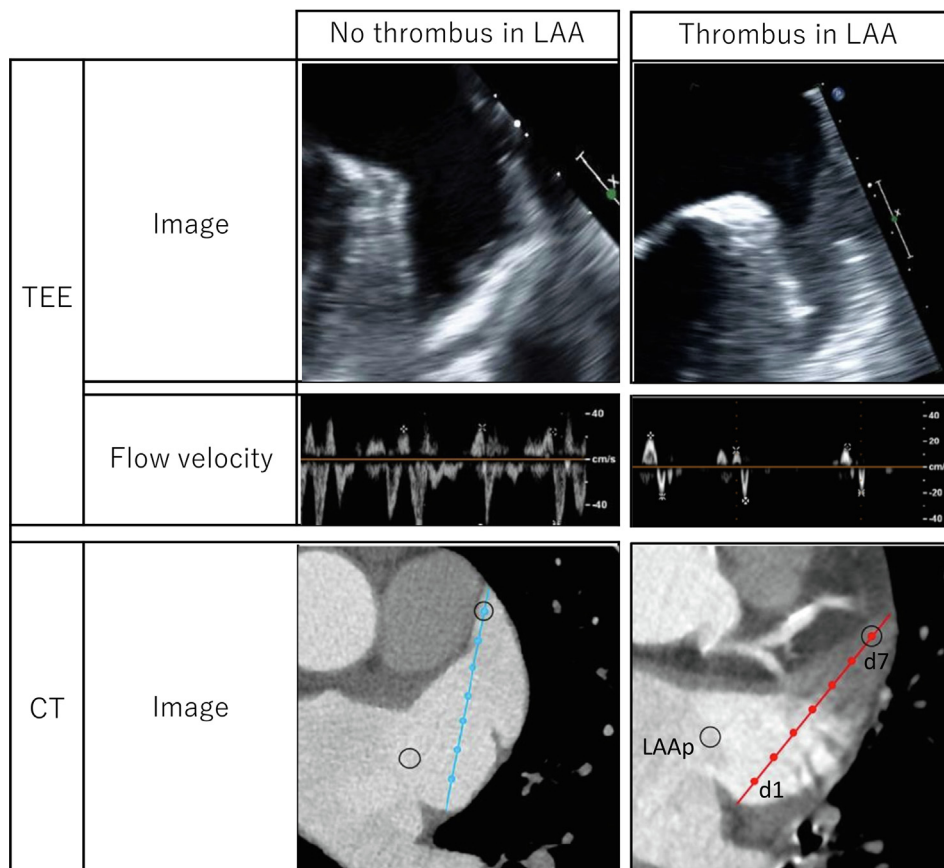 No thrombus in LAA
Thrombus in LAA
TEE
Image
Flow velocity
40
cm/s
-40
40
20
cm/
-20
-40
CT
Image
LAAp
d7
d1